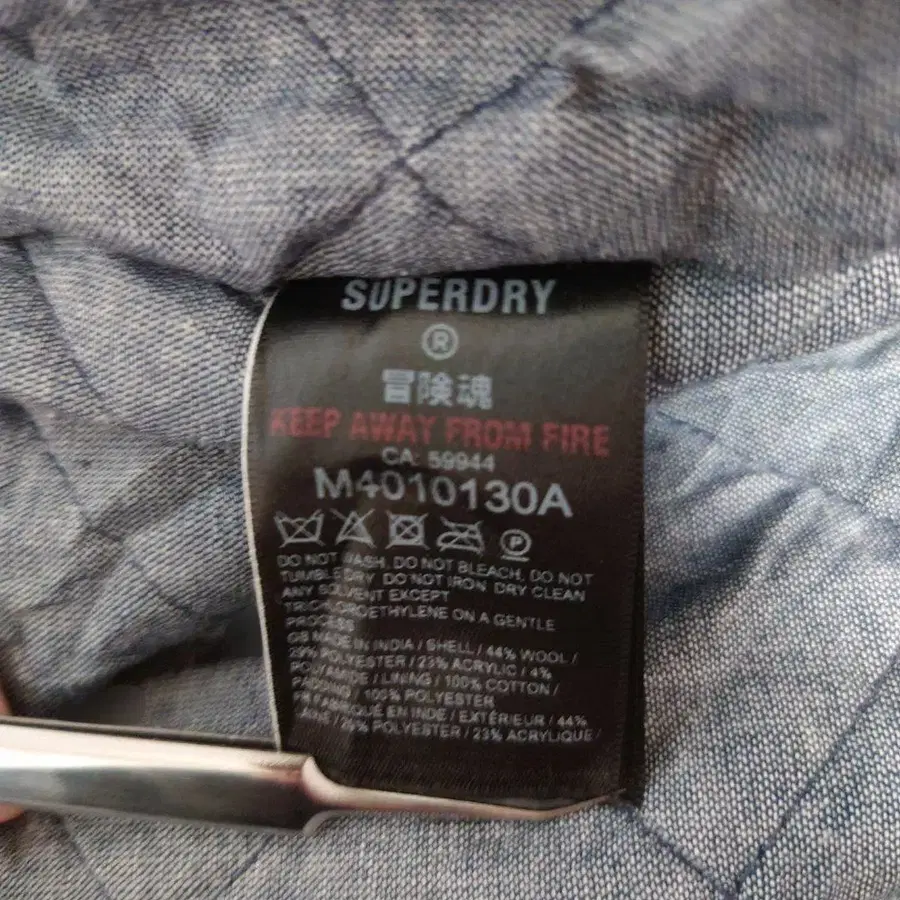 SUPERDRY
®
冒険魂
KEEP AWAY FROM FIRE
CA: 59944
M4010130A
P
DO NOT WASH, DO NOT BLEACH, DO NOT
TUMBLE DRY, DO NOT IRON, DRY CLEAN
ANY SOLVENT EXCEPT
TRICHLOROETHYLENE ON A GENTLE
PROCESS
GB MADE IN INDIA / SHELL / 44% WOOL /
29% POLYESTER / 23% ACRYLIC / 4%
POLYAMIDE / LINING / 100% COTTON /
PADDING / 100% POLYESTER
FR FABRIQUÉ EN INDE / EXTÉRIEUR / 44%
LAINE / 29% POLYESTER / 23% ACRYLIQUE /